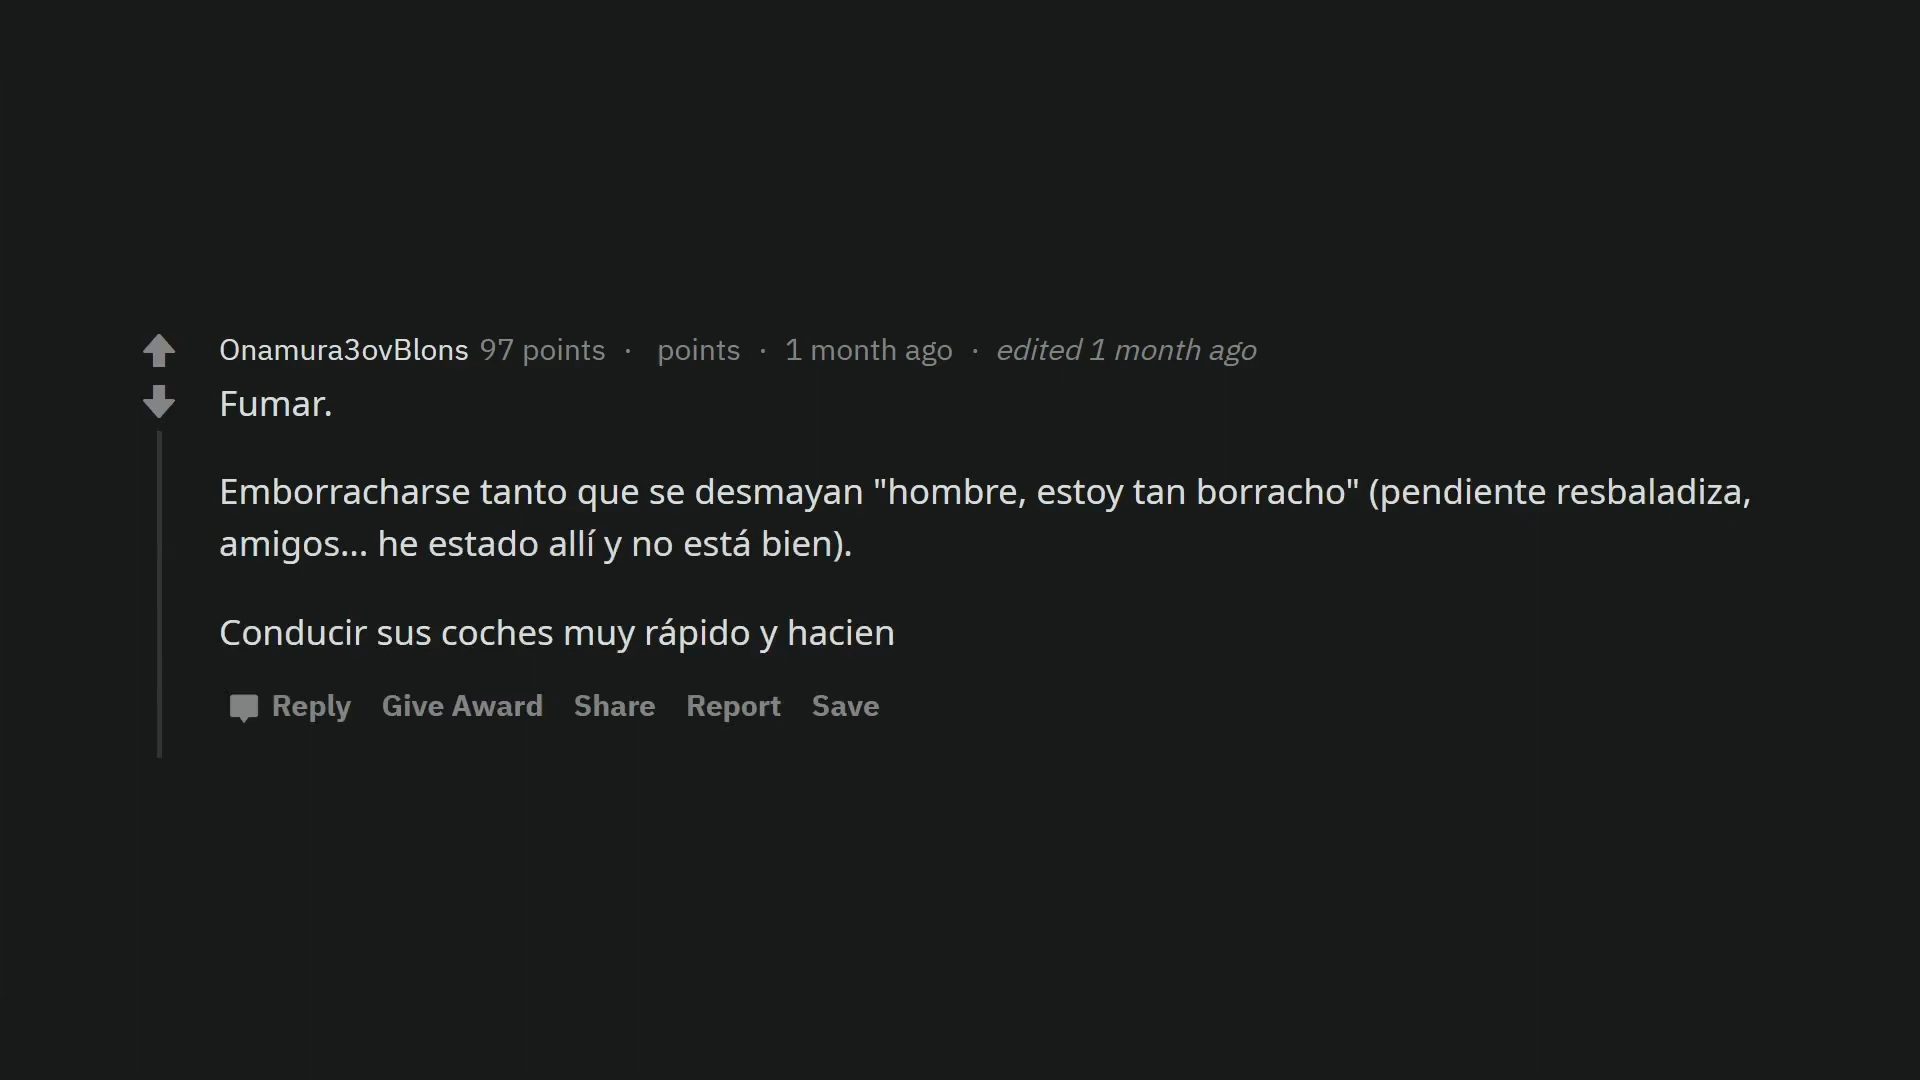 Onamura3ovBlons 97 points · points · 1 month ago · edited 1 month ago
Fumar.
Emborracharse tanto que se desmayan "hombre, estoy tan borracho" (pendiente resbaladiza,
amigos... he estado allí y no está bien).
Conducir sus coches muy rápido y hacien
Reply Give Award Share Report Save